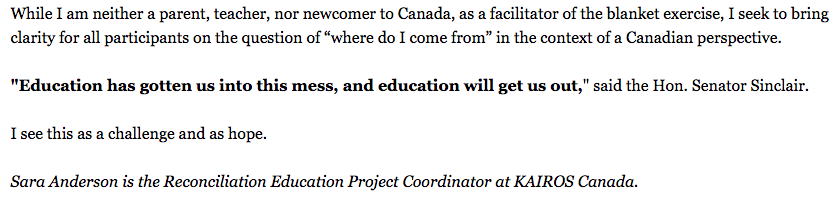 While I am neither a parent, teacher, nor newcomer to Canada, as a facilitator of the blanket exercise, I seek to bring
clarity for all participants on the question of “where do I come from” in the context of a Canadian perspective.
"Education has gotten us into this mess, and education will get us out," said the Hon. Senator Sinclair.
I see this as a challenge and as hope.
Sara Anderson is the Reconciliation Education Project Coordinator at KAIROS Canada.